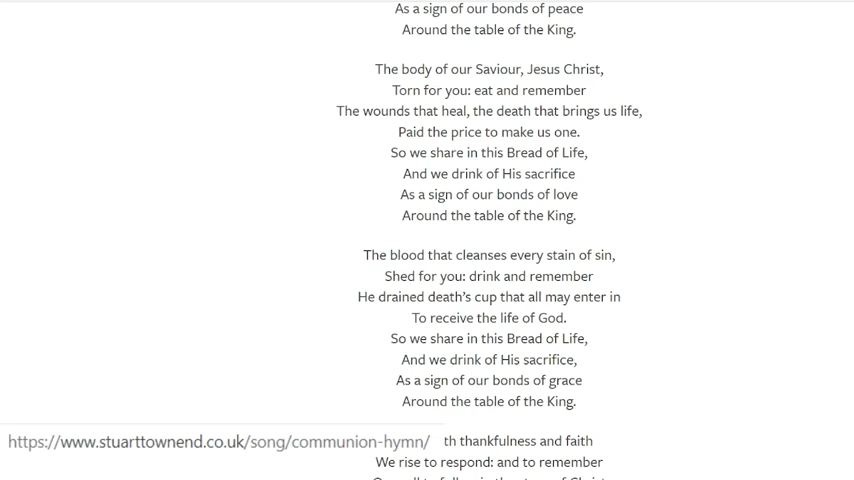 As a sign of our bonds of peace
Around the table of the King.
The body of our Saviour, Jesus Christ,
Torn for you: eat and remember
The wounds that heal, the death that brings us life,
Paid the price to make us one.
So we share in this Bread of Life,
And we drink of His sacrifice
As a sign of our bonds of love
Around the table of the King.
The blood that cleanses every stain of sin,
Shed for you: drink and remember
He drained death’s cup that all may enter in
To receive the life of God.
So we share in this Bread of Life,
And we drink of His sacrifice,
As a sign of our bonds of grace
Around the table of the King.
https://www.stuarttownend.co.uk/song/communion-hymn/ th thankfulness and faith
We rise to respond: and to remember